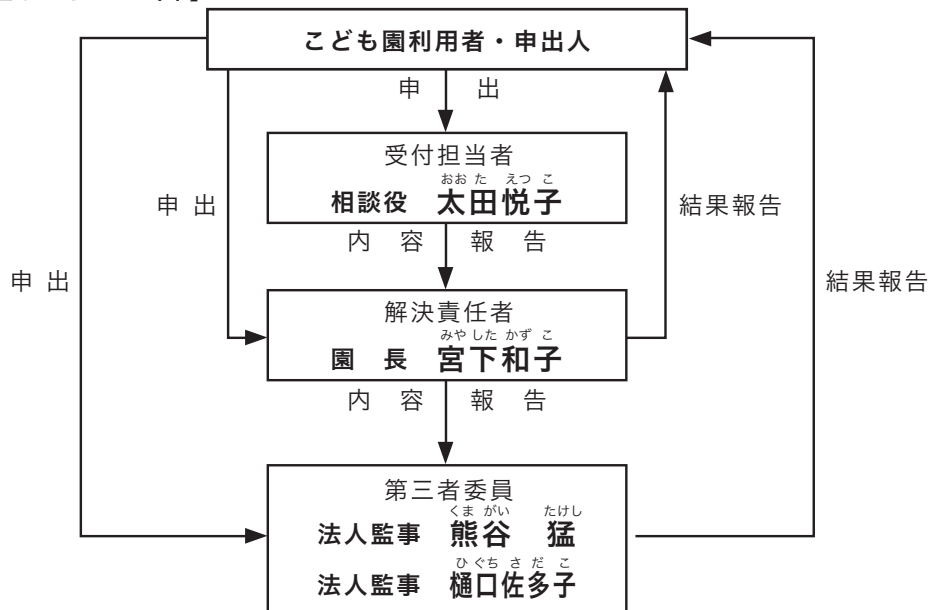 こども園利用者・申出人
申 出
受付担当者
おお た えつ こ
相談役 太田悦子
申 出
結果報告
内 容 報 告
申 出
結果報告
解決責任者
みや した かず こ
園 長 宮下和子
内 容 報 告
第三者委員
くま がい たけし
法人監事 熊谷 猛
ひ ぐち さ だ こ
法人監事 樋口佐多子